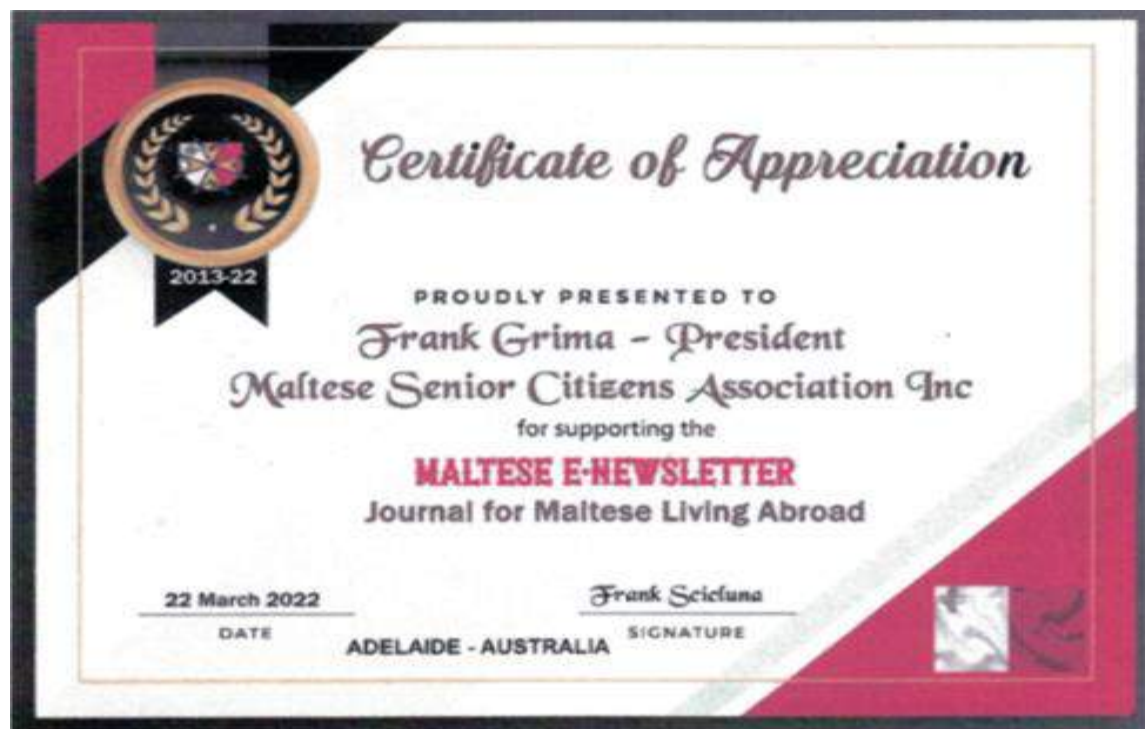 Certificate of Appreciation
2013-22
PROUDLY PRESENTED TO
Frank Grima - President
Maltese Senior Citizens Association Inc
for supporting the
MALTESE E-NEWSLETTER
Journal for Maltese Living Abroad
22 March 2022
DATE
Frank Scicluna
SIGNATURE
ADELAIDE - AUSTRALIA